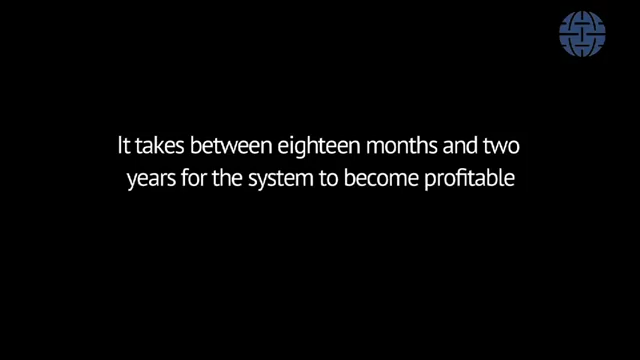 It takes between eighteen months and two
years for the system to become profitable